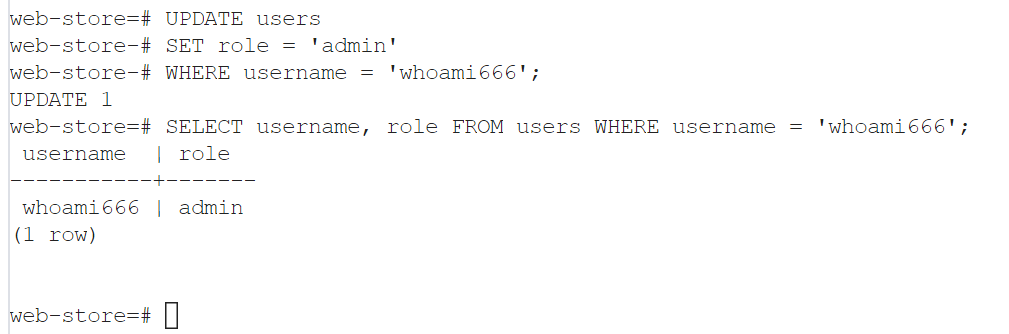 web-store=# UPDATE users
web-store-# SET role = 'admin'
web-store-# WHERE username = 'whoami666';
UPDATE 1
web-store=# SELECT username, role FROM users WHERE username = 'whoami666';
 username  | role
-----------+-------
 whoami666 | admin
(1 row)
web-store=#